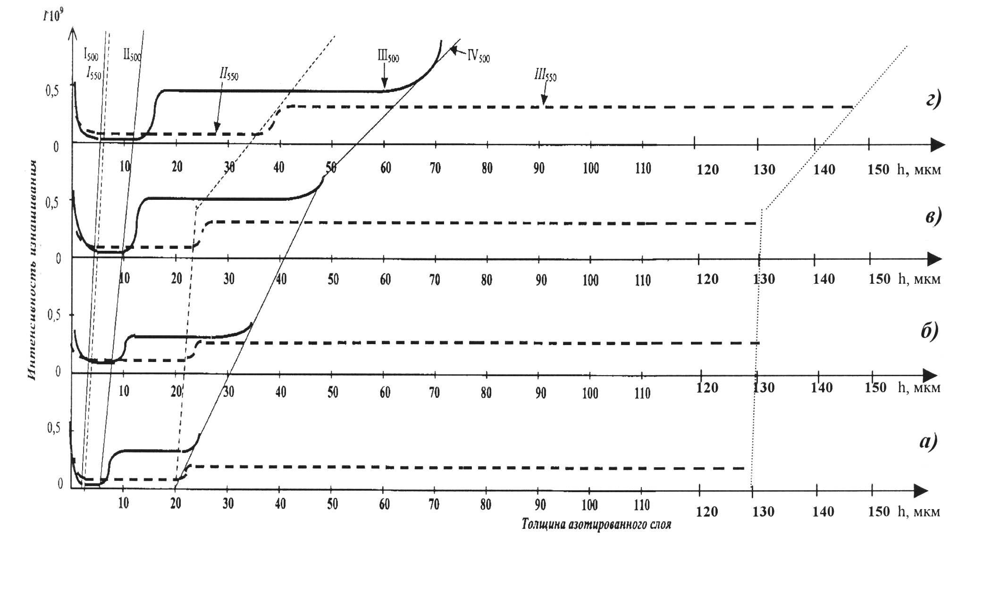 I·10⁹
I₅₀₀ II₅₀₀ III₅₀₀ IV₅₀₀
I₅₅₀ II₅₅₀ III₅₅₀
0,5
г)
0
10 20 30 40 50 60 70 80 90 100 110 120 130 140 150 h, мкм
0,5
в)
0
10 20 30 40 50 60 70 80 90 100 110 120 130 140 150 h, мкм
0,5
б)
0
10 20 30 40 50 60 70 80 90 100 110 120 130 140 150 h, мкм
0,5
а)
0
10 20 30 40 50 60 70 80 90 100 110 120 130 140 150 h, мкм
Толщина азотированного слоя
Интенсивность изнашивания